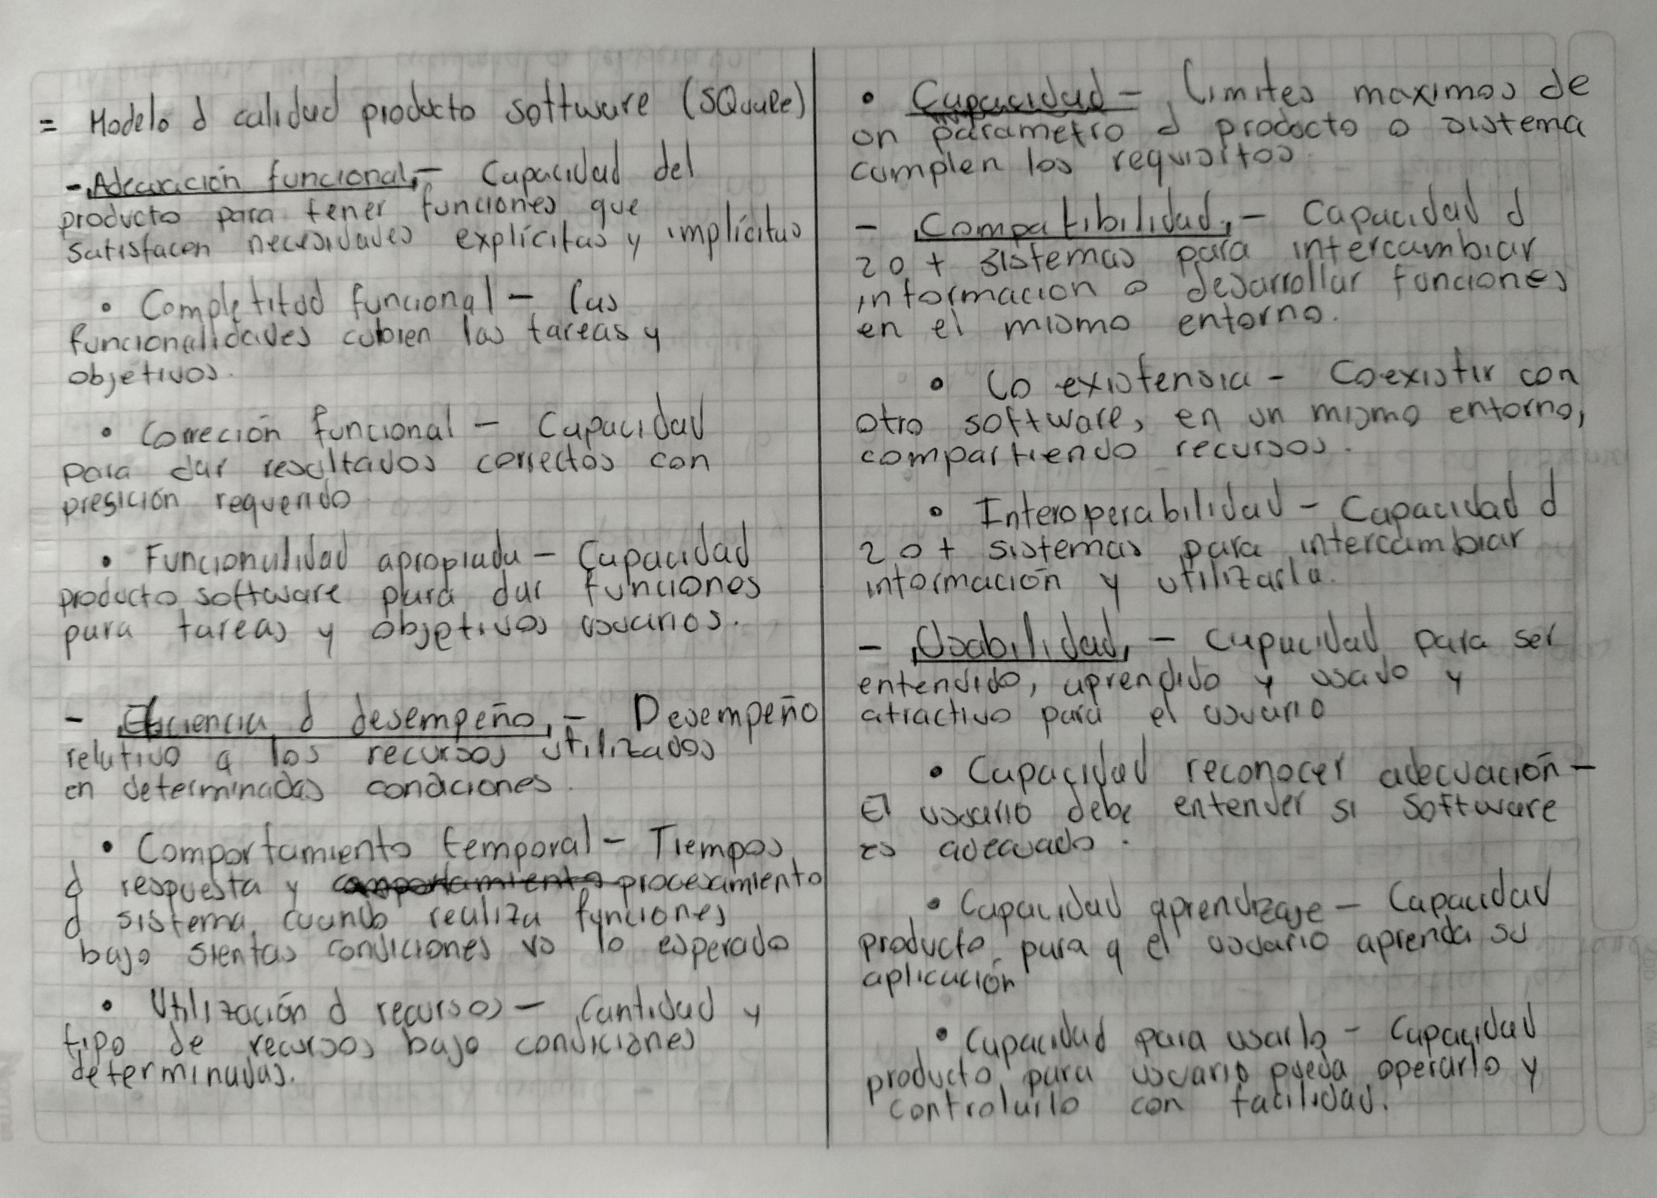 = Modelo d calidad producto software (SQuaRe)
- Adecuación funcional, - Capacidad del
producto para tener funciones que
satisfacen necesidades explícitas y implícitas
• Completitud funcional - las
funcionalidades cubren las tareas y
objetivos.
• Correción funcional - Capacidad
para dar resultados correctos con
presición requerido
• Funcionalidad apropiada - Capacidad
producto software para dar funciones
para tareas y objetivos usuarios.
- Eficiencia d desempeño, - Desempeño
relativo a los recursos utilizados
en determinadas condiciones.
• Comportamiento temporal - Tiempos
d respuesta y procesamiento
d sistema, cuando realiza funciones
bajo sientas condiciones vs lo esperado
• Utilización d recursos - Cantidad y
tipo de recursos bajo condiciones
determinadas.
• Capacidad - Límites maximos de
un parametro d producto o sistema
cumplen los requisitos.
- Compatibilidad, - Capacidad d
2 o + sistemas para intercambiar
informacion o desarrollar funciones
en el mismo entorno.
• Co existensia - Coexistir con
otro software, en un mismo entorno,
compartiendo recursos.
• Interoperabilidad - Capacidad d
2 o + sistemas para intercambiar
información y utilizarla.
- Usabilidad, - Capacidad para ser
entendido, aprendido y usado y
atractivo para el usuario
• Capacidad reconocer adecuación -
El usuario debe entender si software
es adecuado.
• Capacidad aprendizaje - Capacidad
producto para q el usuario aprenda su
aplicación
• Capacidad para usarlo - Capacidad
producto para usuario pueda operarlo y
controlarlo con facilidad.